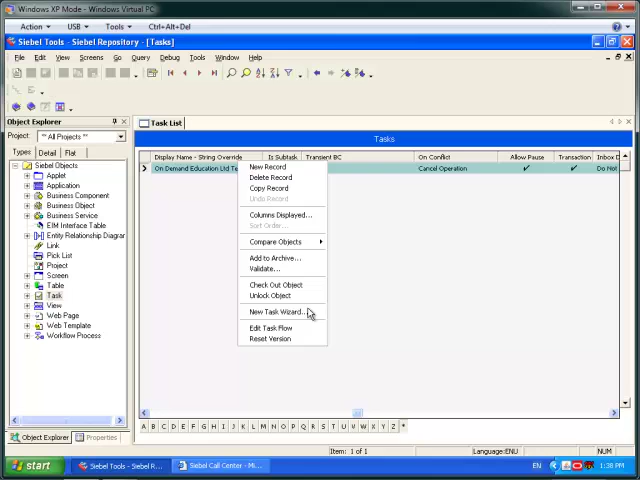 Windows XP Mode - Windows Virtual PC
Action USB Tools Ctrl+Alt+Del
Siebel Tools - Siebel Repository - [Tasks]
File Edit View Screens Go Query Debug Tools Window Help
Object Explorer
Project: ** All Projects **
Types Detail Flat
Siebel Objects
Applet
Application
Business Component
Business Object
Business Service
EIM Interface Table
Entity Relationship Diagrar
Link
Pick List
Project
Screen
Table
Task
View
Web Page
Web Template
Workflow Process
Object Explorer Properties
Task List
Tasks
Display Name - String Override Is Subtask Transient BC On Conflict Allow Pause Transaction Inbox D
On Demand Education Ltd Te Cancel Operation Do Not
New Record
Delete Record
Copy Record
Undo Record
Columns Displayed...
Sort Order...
Compare Objects
Add to Archive...
Validate...
Check Out Object
Unlock Object
New Task Wizard...
Edit Task Flow
Reset Version
A B C D E F G H I J K L M N O P Q R S T U V W X Y Z *
Item: 1 of 1 Language:ENU NUM
start Siebel Tools - Siebel R... Siebel Call Center - Mi... EN 1:38 PM